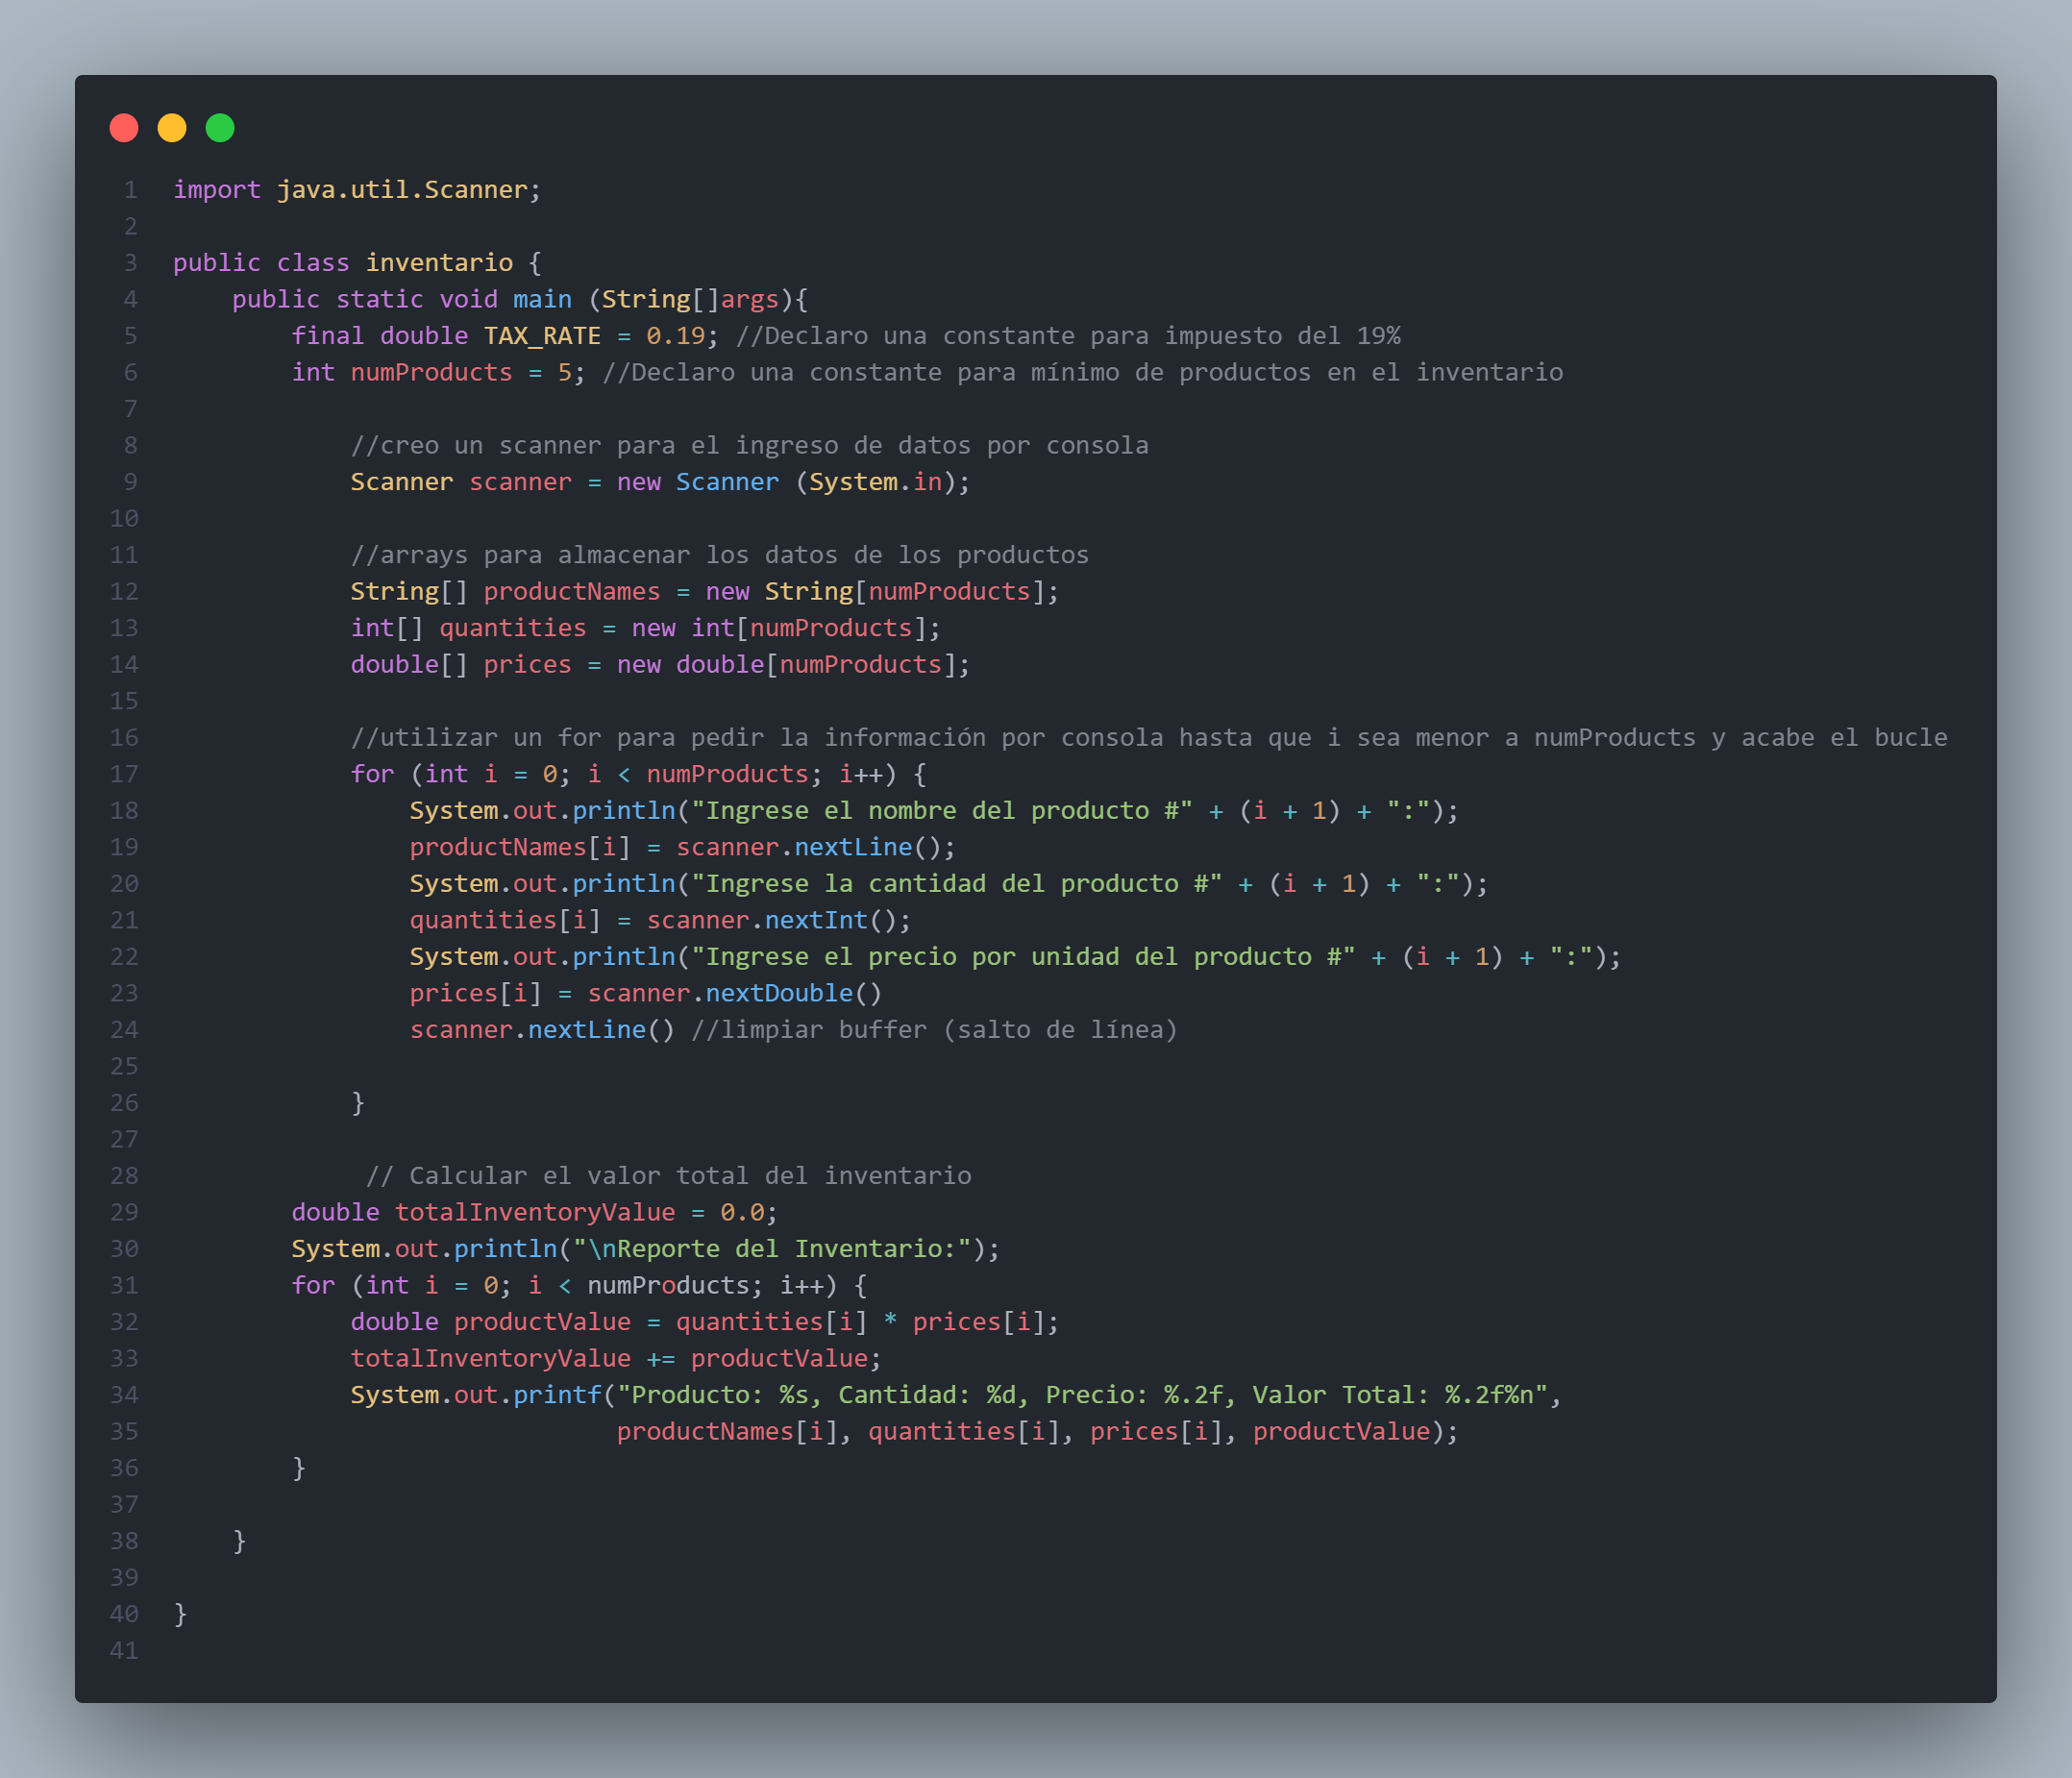 1 import java.util.Scanner;
2
3 public class inventario {
4     public static void main (String[]args){
5         final double TAX_RATE = 0.19; //Declaro una constante para impuesto del 19%
6         int numProducts = 5; //Declaro una constante para mínimo de productos en el inventario
7
8             //creo un scanner para el ingreso de datos por consola
9             Scanner scanner = new Scanner (System.in);
10
11             //arrays para almacenar los datos de los productos
12             String[] productNames = new String[numProducts];
13             int[] quantities = new int[numProducts];
14             double[] prices = new double[numProducts];
15
16             //utilizar un for para pedir la información por consola hasta que i sea menor a numProducts y acabe el bucle
17             for (int i = 0; i < numProducts; i++) {
18                 System.out.println("Ingrese el nombre del producto #" + (i + 1) + ":");
19                 productNames[i] = scanner.nextLine();
20                 System.out.println("Ingrese la cantidad del producto #" + (i + 1) + ":");
21                 quantities[i] = scanner.nextInt();
22                 System.out.println("Ingrese el precio por unidad del producto #" + (i + 1) + ":");
23                 prices[i] = scanner.nextDouble()
24                 scanner.nextLine() //limpiar buffer (salto de línea)
25
26             }
27
28              // Calcular el valor total del inventario
29         double totalInventoryValue = 0.0;
30         System.out.println("\nReporte del Inventario:");
31         for (int i = 0; i < numProducts; i++) {
32             double productValue = quantities[i] * prices[i];
33             totalInventoryValue += productValue;
34             System.out.printf("Producto: %s, Cantidad: %d, Precio: %.2f, Valor Total: %.2f%n",
35                               productNames[i], quantities[i], prices[i], productValue);
36         }
37
38     }
39
40 }
41